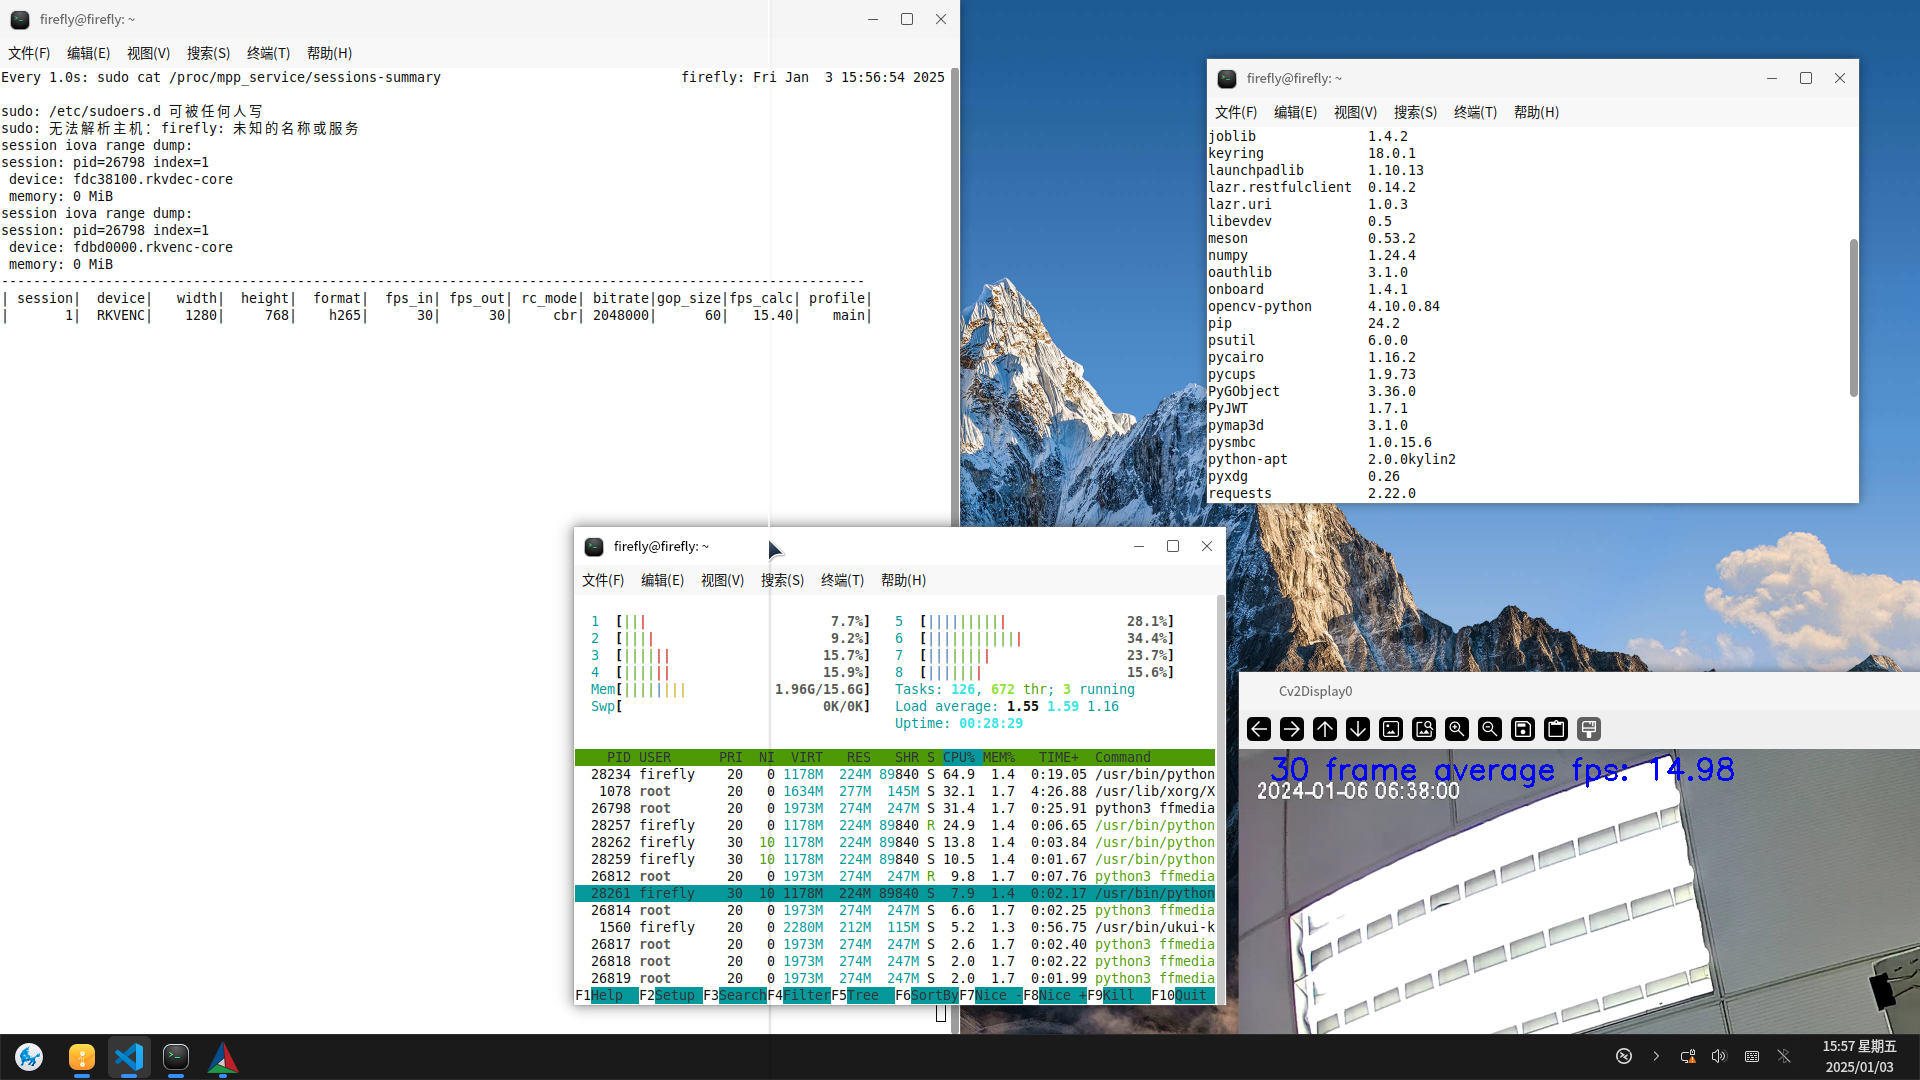 firefly@firefly: ~
文件(F) 编辑(E) 视图(V) 搜索(S) 终端(T) 帮助(H)
Every 1.0s: sudo cat /proc/mpp_service/sessions-summary firefly: Fri Jan 3 15:56:54 2025
sudo: /etc/sudoers.d 可被任何人写
sudo: 无法解析主机: firefly: 未知的名称或服务
session iova range dump:
session: pid=26798 index=1
device: fdc38100.rkvdec-core
memory: 0 MiB
session iova range dump:
session: pid=26798 index=1
device: fdbd0000.rkvenc-core
memory: 0 MiB
------------------------------------------------------------------------------------------------------------
| session| device| width| height| format| fps_in| fps_out| rc_mode| bitrate|gop_size|fps_calc| profile|
| 1| RKVENC| 1280| 768| h265| 30| 30| cbr| 2048000| 60| 15.40| main|
firefly@firefly: ~
文件(F) 编辑(E) 视图(V) 搜索(S) 终端(T) 帮助(H)
joblib 1.4.2
keyring 18.0.1
launchpadlib 1.10.13
lazr.restfulclient 0.14.2
lazr.uri 1.0.3
libevdev 0.5
meson 0.53.2
numpy 1.24.4
oauthlib 3.1.0
onboard 1.4.1
opencv-python 4.10.0.84
pip 24.2
psutil 6.0.0
pycairo 1.16.2
pycups 1.9.73
PyGObject 3.36.0
PyJWT 1.7.1
pymap3d 3.1.0
pysmbc 1.0.15.6
python-apt 2.0.0kylin2
pyxdg 0.26
requests 2.22.0
firefly@firefly: ~
文件(F) 编辑(E) 视图(V) 搜索(S) 终端(T) 帮助(H)
1 [||| 7.7%] 5 [|||||||||| 28.1%]
2 [|||| 9.2%] 6 [|||||||||||| 34.4%]
3 [|||||| 15.7%] 7 [|||||||| 23.7%]
4 [|||||| 15.9%] 8 [||||||| 15.6%]
Mem[|||||||| 1.96G/15.6G] Tasks: 126, 672 thr; 3 running
Swp[ 0K/0K] Load average: 1.55 1.59 1.16
Uptime: 00:28:29
PID USER PRI NI VIRT RES SHR S CPU% MEM% TIME+ Command
28234 firefly 20 0 1178M 224M 89840 S 64.9 1.4 0:19.05 /usr/bin/python
1078 root 20 0 1634M 277M 145M S 32.1 1.7 4:26.88 /usr/lib/xorg/X
26798 root 20 0 1973M 274M 247M S 31.4 1.7 0:25.91 python3 ffmedia
28257 firefly 20 0 1178M 224M 89840 R 24.9 1.4 0:06.65 /usr/bin/python
28262 firefly 30 10 1178M 224M 89840 S 13.8 1.4 0:03.84 /usr/bin/python
28259 firefly 30 10 1178M 224M 89840 S 10.5 1.4 0:01.67 /usr/bin/python
26812 root 20 0 1973M 274M 247M R 9.8 1.7 0:07.76 python3 ffmedia
28261 firefly 30 10 1178M 224M 89840 S 7.9 1.4 0:02.17 /usr/bin/python
26814 root 20 0 1973M 274M 247M S 6.6 1.7 0:02.25 python3 ffmedia
1560 firefly 20 0 2280M 212M 115M S 5.2 1.3 0:56.75 /usr/bin/ukui-k
26817 root 20 0 1973M 274M 247M S 2.6 1.7 0:02.40 python3 ffmedia
26818 root 20 0 1973M 274M 247M S 2.0 1.7 0:02.22 python3 ffmedia
26819 root 20 0 1973M 274M 247M S 2.0 1.7 0:01.99 python3 ffmedia
F1Help F2Setup F3SearchF4FilterF5Tree F6SortByF7Nice -F8Nice +F9Kill F10Quit
Cv2Display0
30 frame average fps: 14.98
2024-01-06 06:38:00
15:57 星期五
2025/01/03